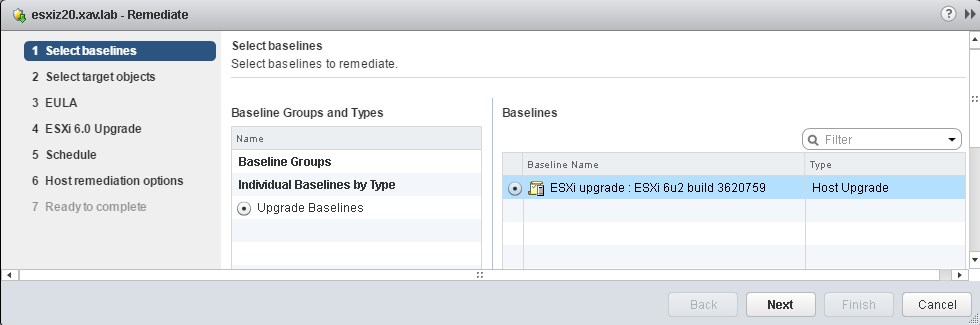 esxiz20.xav.lab - Remediate
1 Select baselines
2 Select target objects
3 EULA
4 ESXi 6.0 Upgrade
5 Schedule
6 Host remediation options
7 Ready to complete
Select baselines
Select baselines to remediate.
Baseline Groups and Types
Name
Baseline Groups
Individual Baselines by Type
Upgrade Baselines
Baselines
Filter
Baseline Name Type
ESXi upgrade : ESXi 6u2 build 3620759 Host Upgrade
Back Next Finish Cancel